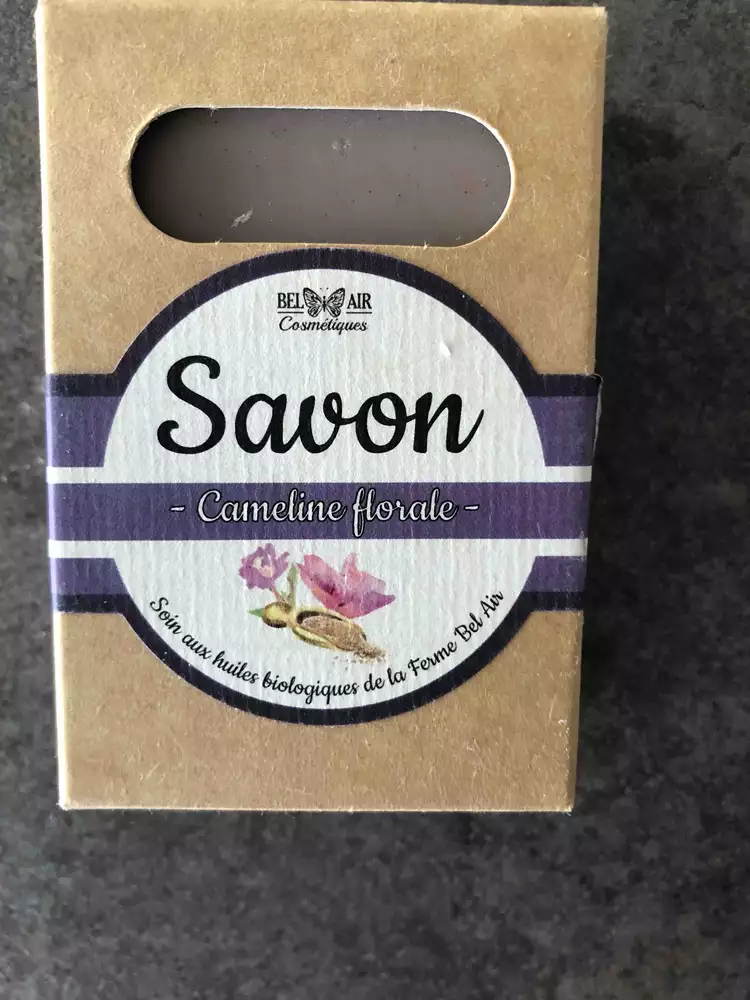 BEL AIR
Cosmétiques
Savon
- Cameline florale -
Soin aux huiles biologiques de la Ferme Bel Air